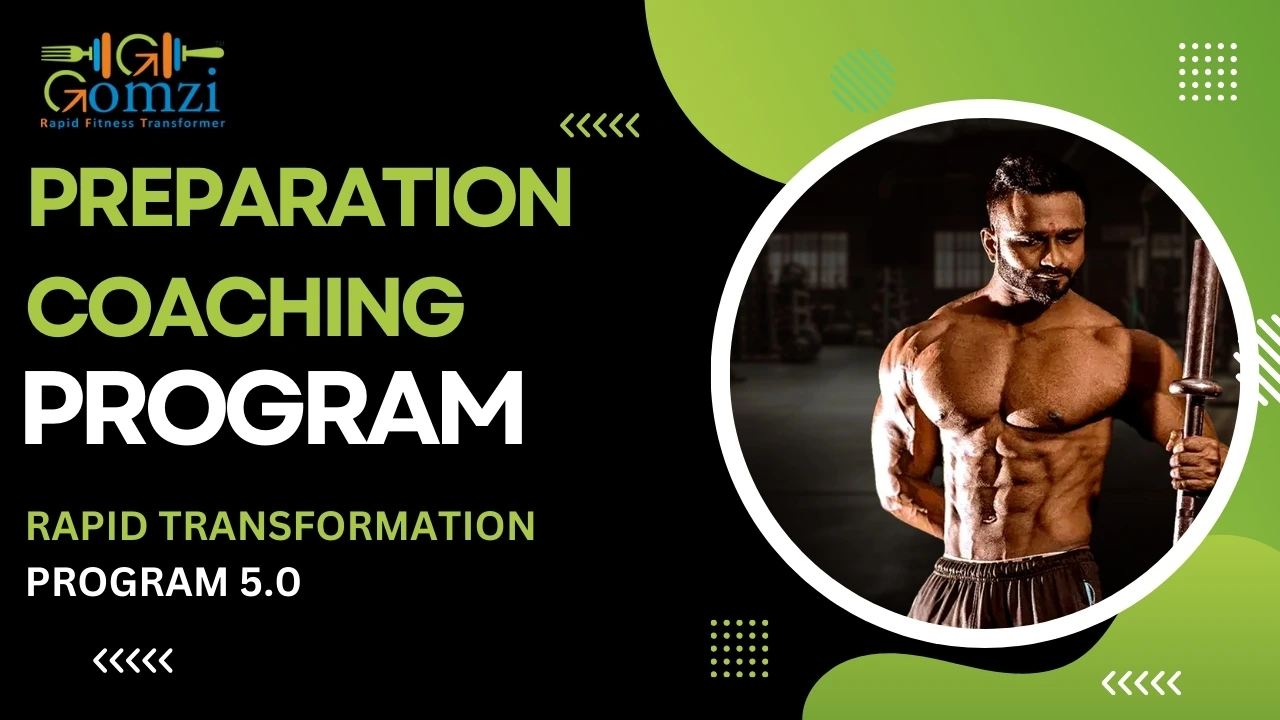 Gomzi
Rapid Fitness Transformer
PREPARATION
COACHING
PROGRAM
RAPID TRANSFORMATION
PROGRAM 5.0